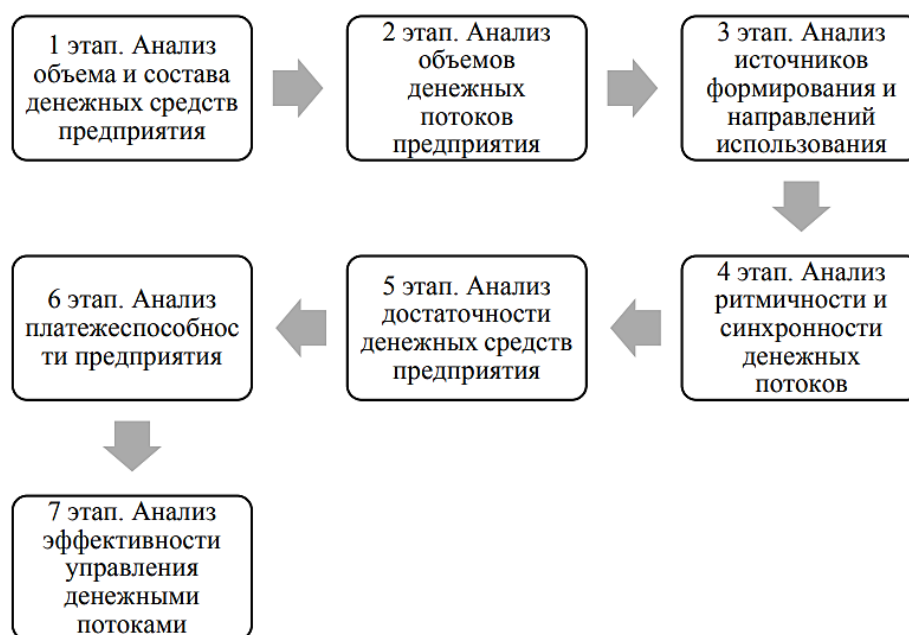 1 этап. Анализ
объема и состава
денежных средств
предприятия
2 этап. Анализ
объемов
денежных
потоков
предприятия
3 этап. Анализ
источников
формирования и
направлений
использования
4 этап. Анализ
ритмичности и
синхронности
денежных
потоков
5 этап. Анализ
достаточности
денежных средств
предприятия
6 этап. Анализ
платежеспособнос
ти предприятия
7 этап. Анализ
эффективности
управления
денежными
потоками